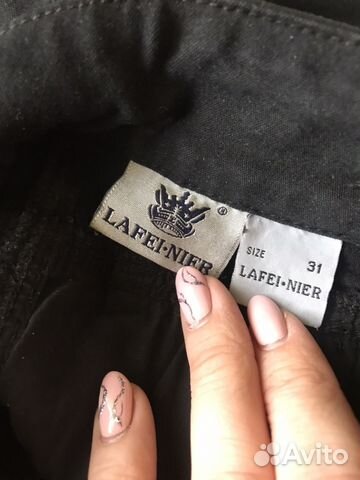 ®
LAFEI·NIER
SIZE 31
LAFEI·NIER
Avito